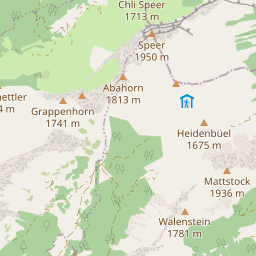 Chli Speer
1713 m
Speer
1950 m
Abahorn
1813 m
Grappenhorn
1741 m
Heidenbüel
1675 m
Mattstock
1936 m
Walenstein
1781 m